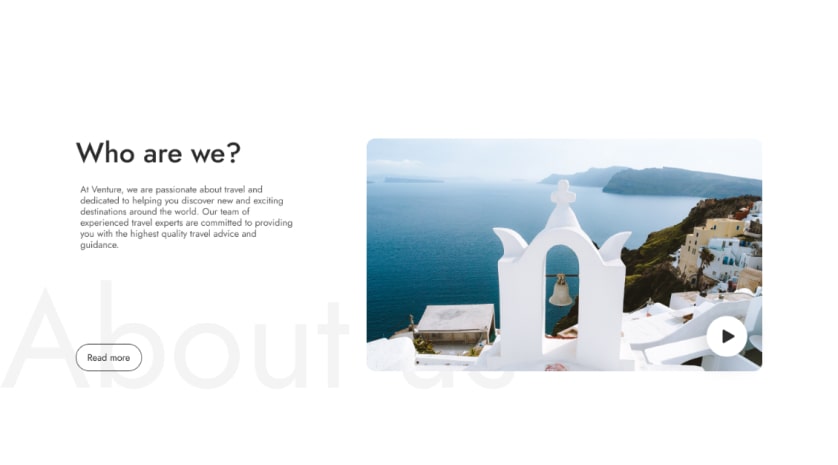 Who are we?
At Venture, we are passionate about travel and
dedicated to helping you discover new and exciting
destinations around the world. Our team of
experienced travel experts are committed to providing
you with the highest quality travel advice and
guidance.
About us
Read more